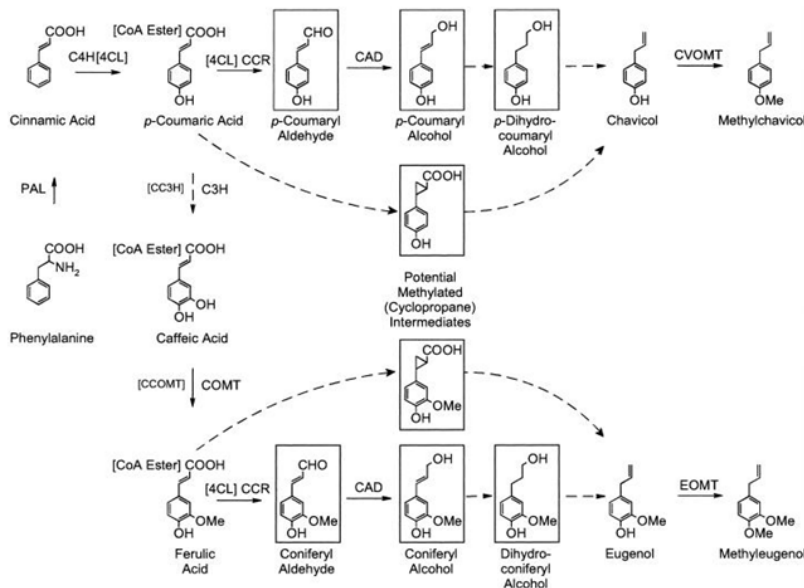 COOH
[CoA Ester] COOH
CHO
OH
OH
C4H[4CL]
[4CL] CCR
CAD
CVOMT
OH
OH
OH
OH
OH
OMe
Cinnamic Acid
p-Coumaric Acid
p-Coumaryl
Aldehyde
p-Coumaryl
Alcohol
p-Dihydro-
coumaryl
Alcohol
Chavicol
Methylchavicol
PAL
[CC3H]
C3H
COOH
OH
COOH
NH2
Phenylalanine
[CoA Ester] COOH
OH
OH
Caffeic Acid
Potential
Methylated
(Cyclopropane)
Intermediates
[CCOMT]
COMT
COOH
OMe
OH
[CoA Ester] COOH
CHO
OH
OH
[4CL] CCR
CAD
EOMT
OMe
OH
OMe
OH
OMe
OH
OMe
OH
OMe
OH
OMe
OMe
Ferulic
Acid
Coniferyl
Aldehyde
Coniferyl
Alcohol
Dihydro-
coniferyl
Alcohol
Eugenol
Methyleugenol